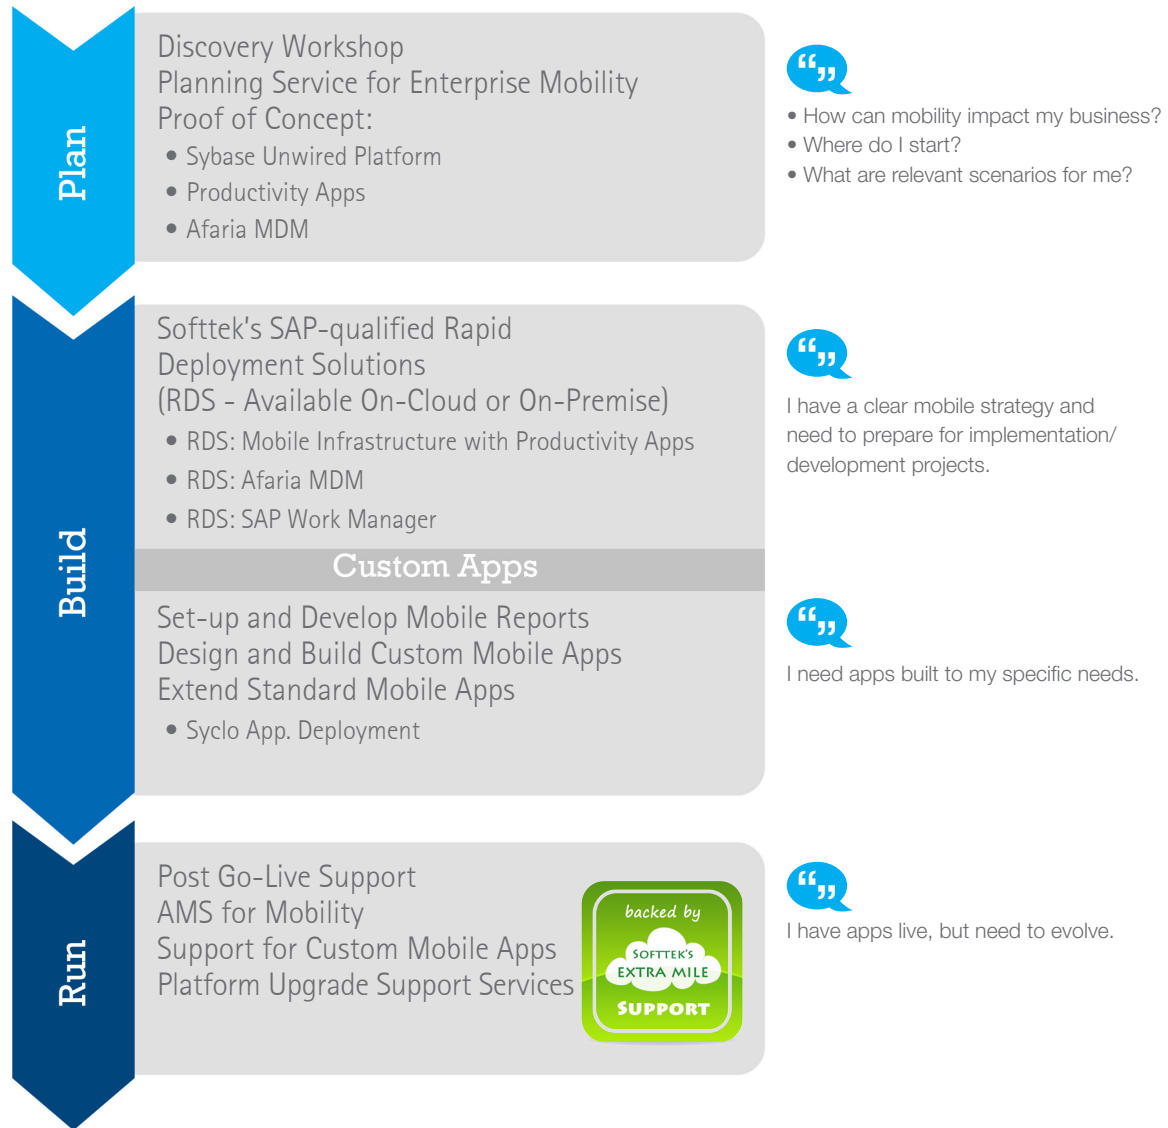 Plan
Discovery Workshop
Planning Service for Enterprise Mobility
Proof of Concept:
• Sybase Unwired Platform
• Productivity Apps
• Afaria MDM
“„
• How can mobility impact my business?
• Where do I start?
• What are relevant scenarios for me?
Build
Softtek's SAP-qualified Rapid
Deployment Solutions
(RDS - Available On-Cloud or On-Premise)
• RDS: Mobile Infrastructure with Productivity Apps
• RDS: Afaria MDM
• RDS: SAP Work Manager
“„
I have a clear mobile strategy and
need to prepare for implementation/
development projects.
Custom Apps
Set-up and Develop Mobile Reports
Design and Build Custom Mobile Apps
Extend Standard Mobile Apps
• Syclo App. Deployment
“„
I need apps built to my specific needs.
Run
Post Go-Live Support
AMS for Mobility
Support for Custom Mobile Apps
Platform Upgrade Support Services
backed by
SOFTTEK'S
EXTRA MILE
SUPPORT
“„
I have apps live, but need to evolve.